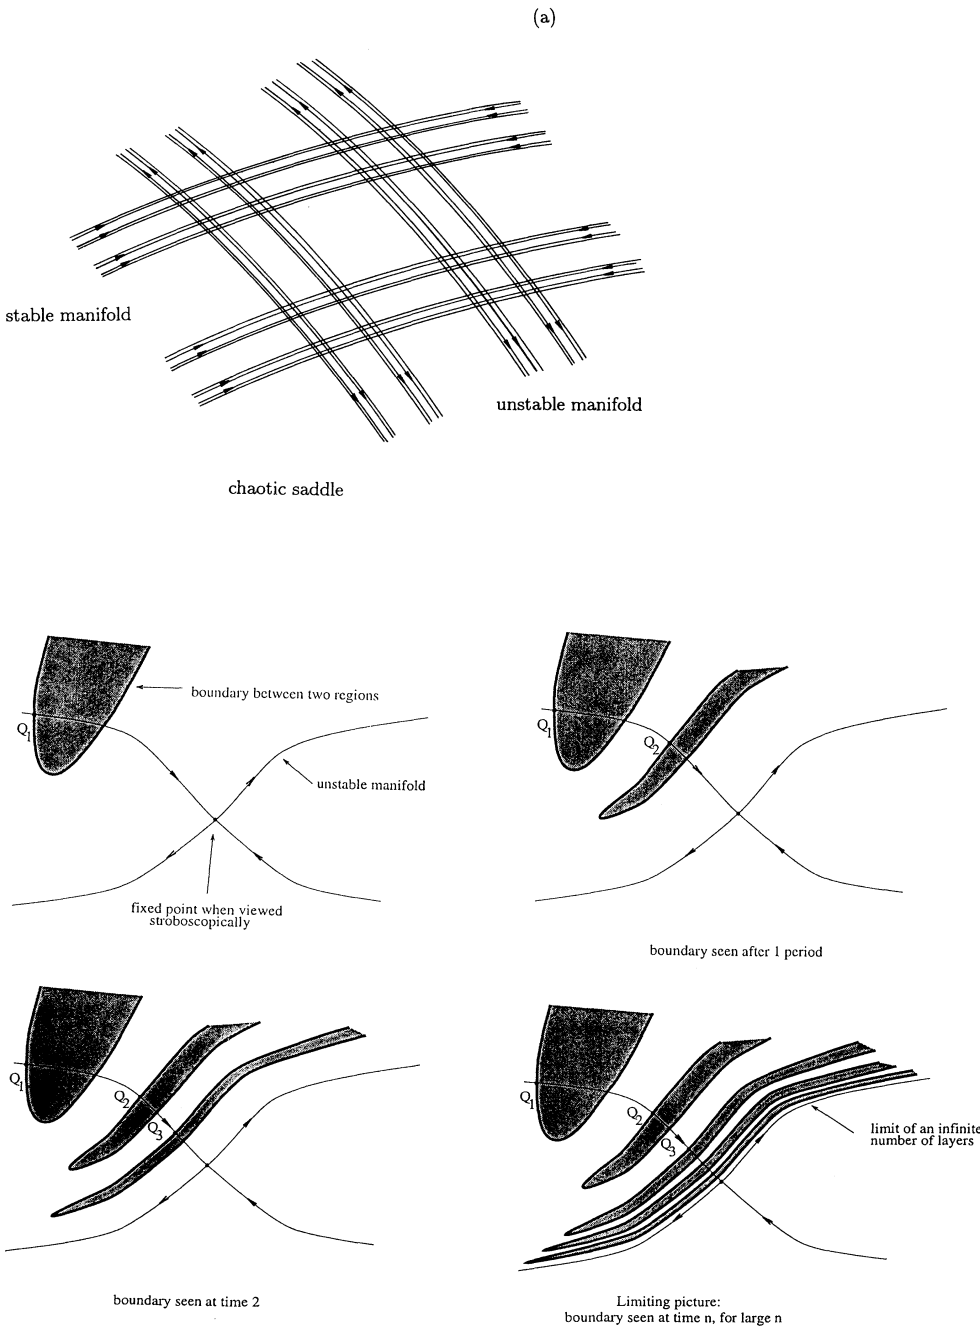 (a)
stable manifold
unstable manifold
chaotic saddle
boundary between two regions
Q1
unstable manifold
fixed point when viewed
stroboscopically
Q1
Q2
boundary seen after 1 period
Q1
Q2
Q3
boundary seen at time 2
Q1
Q2
Q3
limit of an infinite
number of layers
Limiting picture:
boundary seen at time n, for large n